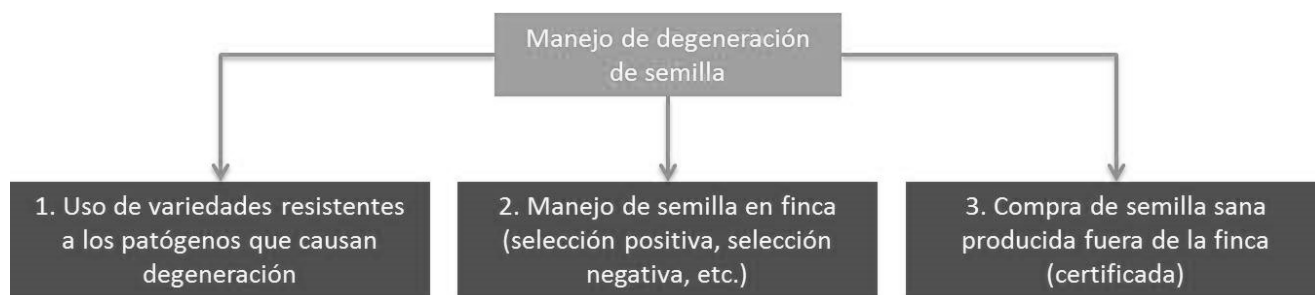 Manejo de degeneración
de semilla
1. Uso de variedades resistentes
a los patógenos que causan
degeneración
2. Manejo de semilla en finca
(selección positiva, selección
negativa, etc.)
3. Compra de semilla sana
producida fuera de la finca
(certificada)